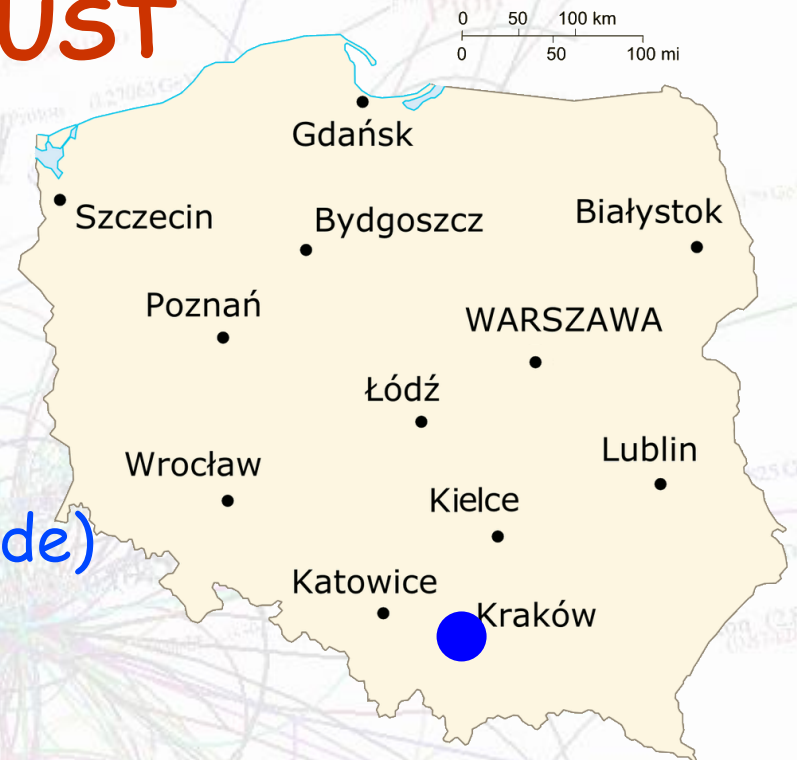 UST
0 50 100 km
0 50 100 mi
Gdańsk
Szczecin
Bydgoszcz
Białystok
Poznań
WARSZAWA
Łódź
Wrocław
Lublin
Kielce
de)
Katowice
Kraków